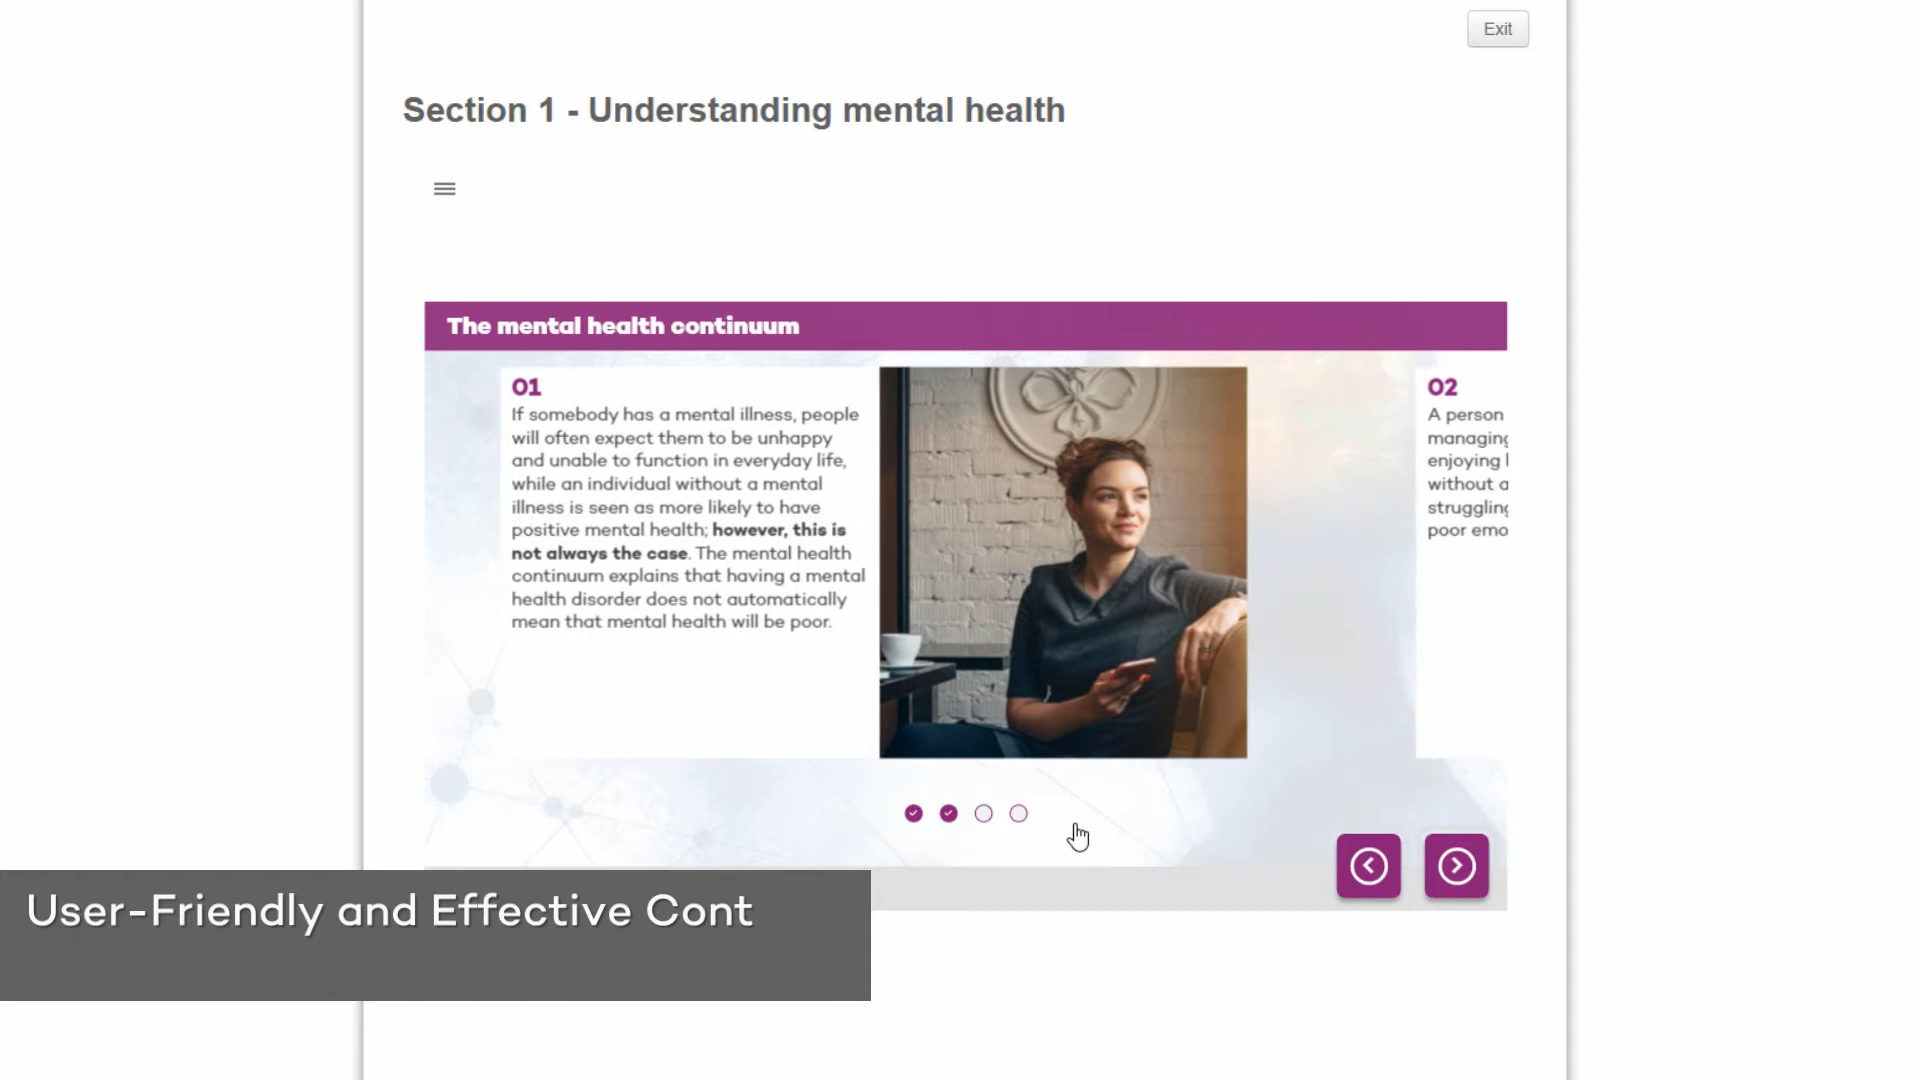 Exit
Section 1 - Understanding mental health
The mental health continuum
01
If somebody has a mental illness, people
will often expect them to be unhappy
and unable to function in everyday life,
while an individual without a mental
illness is seen as more likely to have
positive mental health; however, this is
not always the case. The mental health
continuum explains that having a mental
health disorder does not automatically
mean that mental health will be poor.
02
A person
managing
enjoying l
without a
struggling
poor emo
User-Friendly and Effective Cont